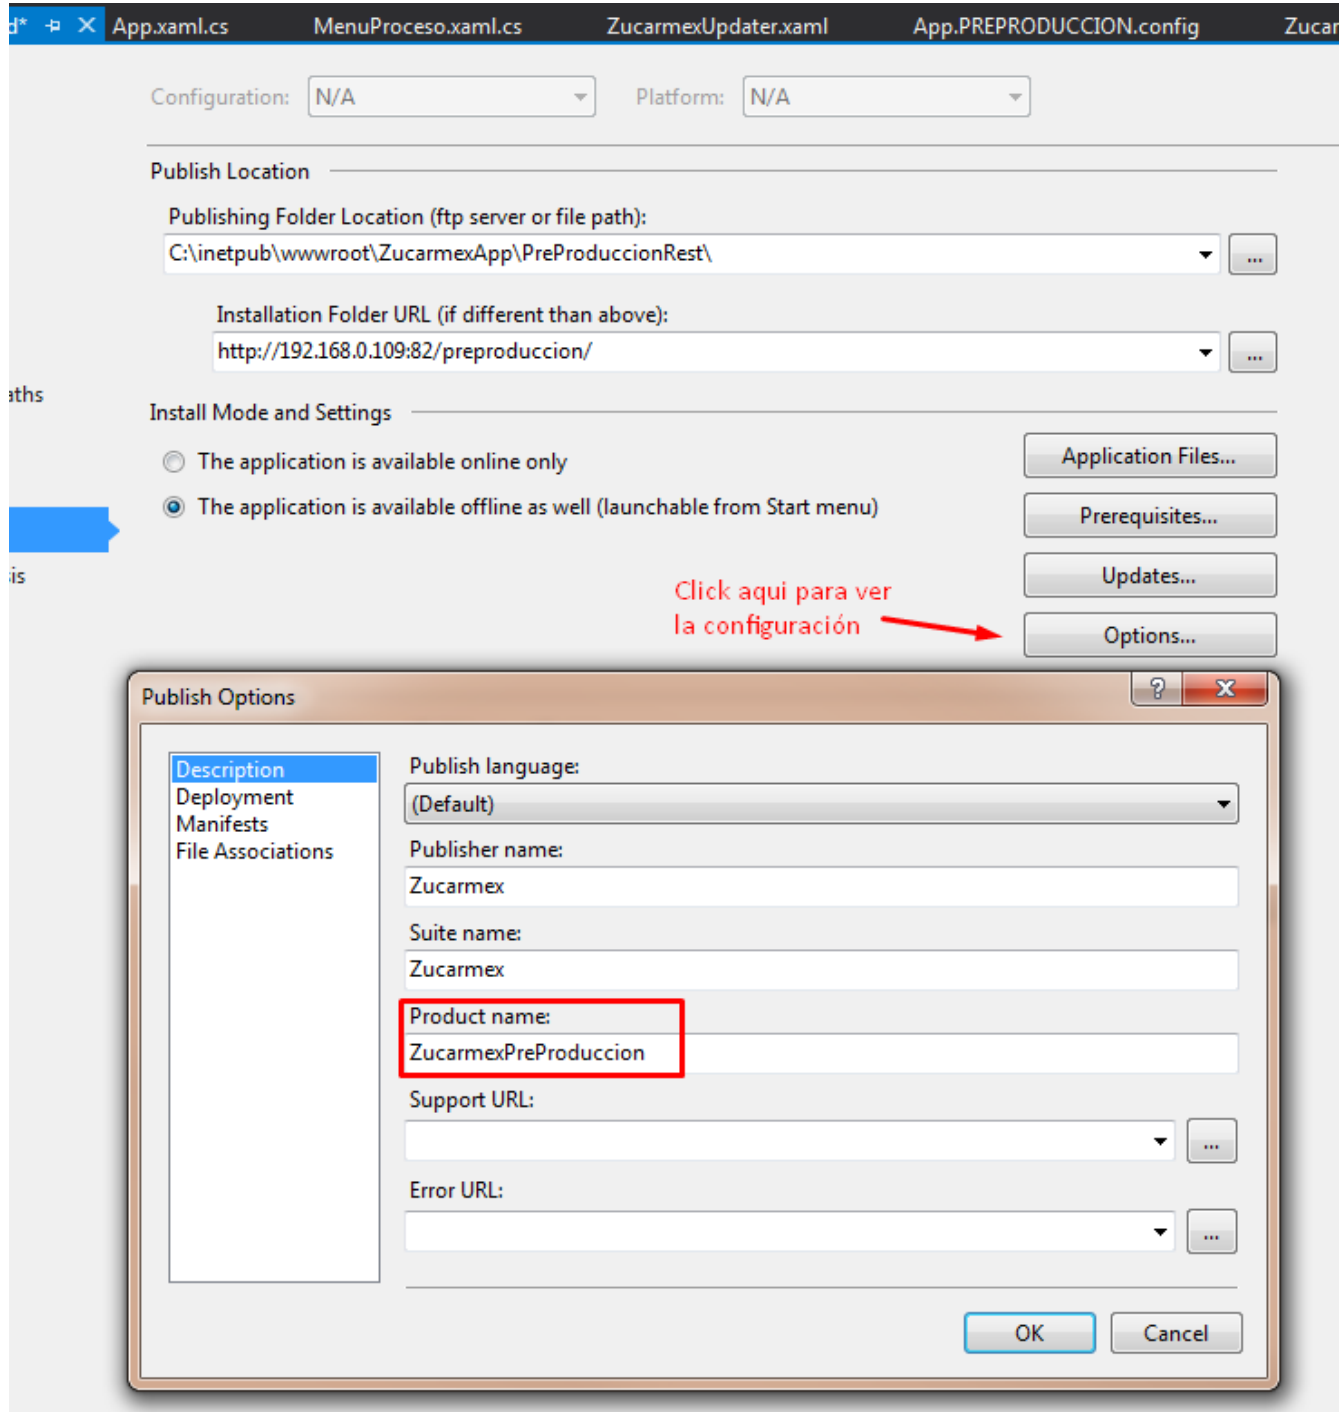 d* App.xaml.cs MenuProceso.xaml.cs ZucarmexUpdater.xaml App.PREPRODUCCION.config Zucar
Configuration: N/A Platform: N/A
Publish Location
Publishing Folder Location (ftp server or file path):
C:\inetpub\wwwroot\ZucarmexApp\PreProduccionRest\
...
Installation Folder URL (if different than above):
http://192.168.0.109:82/preproduccion/
...
aths
Install Mode and Settings
The application is available online only
Application Files...
The application is available offline as well (launchable from Start menu)
Prerequisites...
sis
Updates...
Click aqui para ver
la configuración
Options...
Publish Options
?
Description
Deployment
Manifests
File Associations
Publish language:
(Default)
Publisher name:
Zucarmex
Suite name:
Zucarmex
Product name:
ZucarmexPreProduccion
Support URL:
...
Error URL:
...
OK Cancel